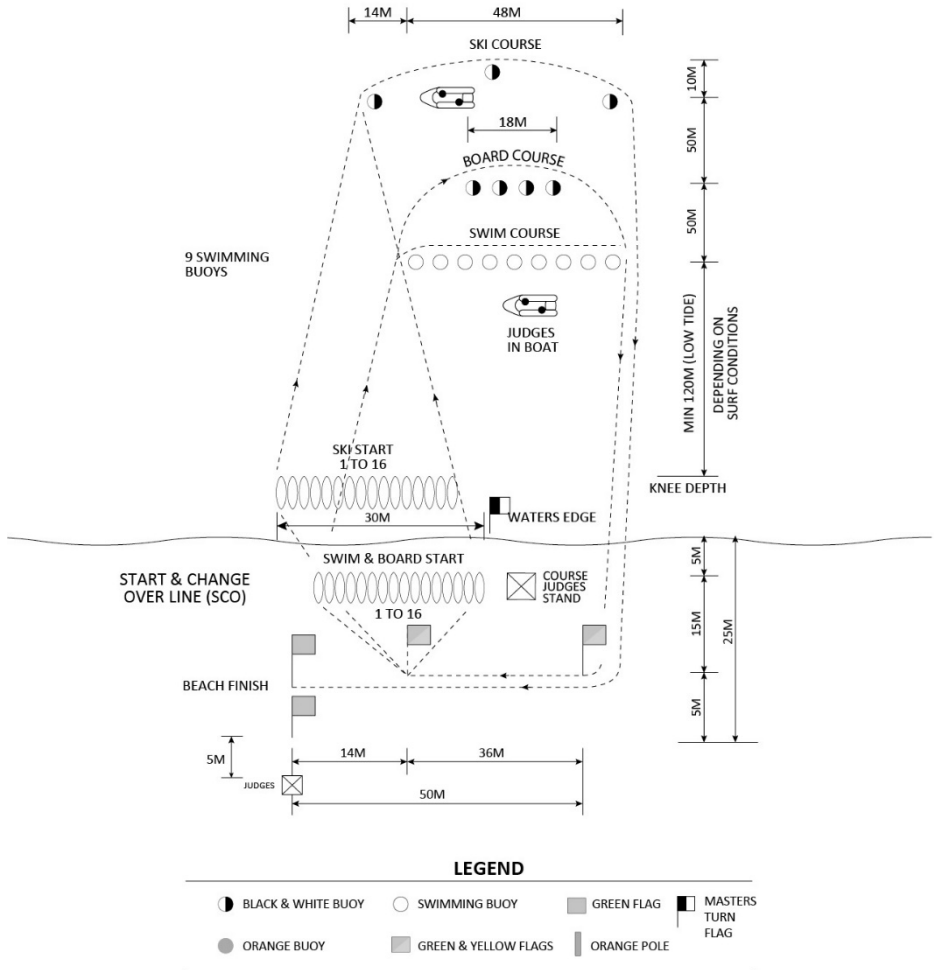 14M
48M
SKI COURSE
10M
18M
50M
BOARD COURSE
50M
SWIM COURSE
9 SWIMMING
BUOYS
JUDGES
IN BOAT
MIN 120M (LOW TIDE)
DEPENDING ON
SURF CONDITIONS
SKI START
1 TO 16
KNEE DEPTH
30M
WATERS EDGE
5M
SWIM & BOARD START
START & CHANGE
OVER LINE (SCO)
COURSE
JUDGES
STAND
1 TO 16
15M
25M
BEACH FINISH
5M
14M
36M
5M
JUDGES
50M
LEGEND
BLACK & WHITE BUOY
SWIMMING BUOY
GREEN FLAG
MASTERS
TURN
FLAG
ORANGE BUOY
GREEN & YELLOW FLAGS
ORANGE POLE